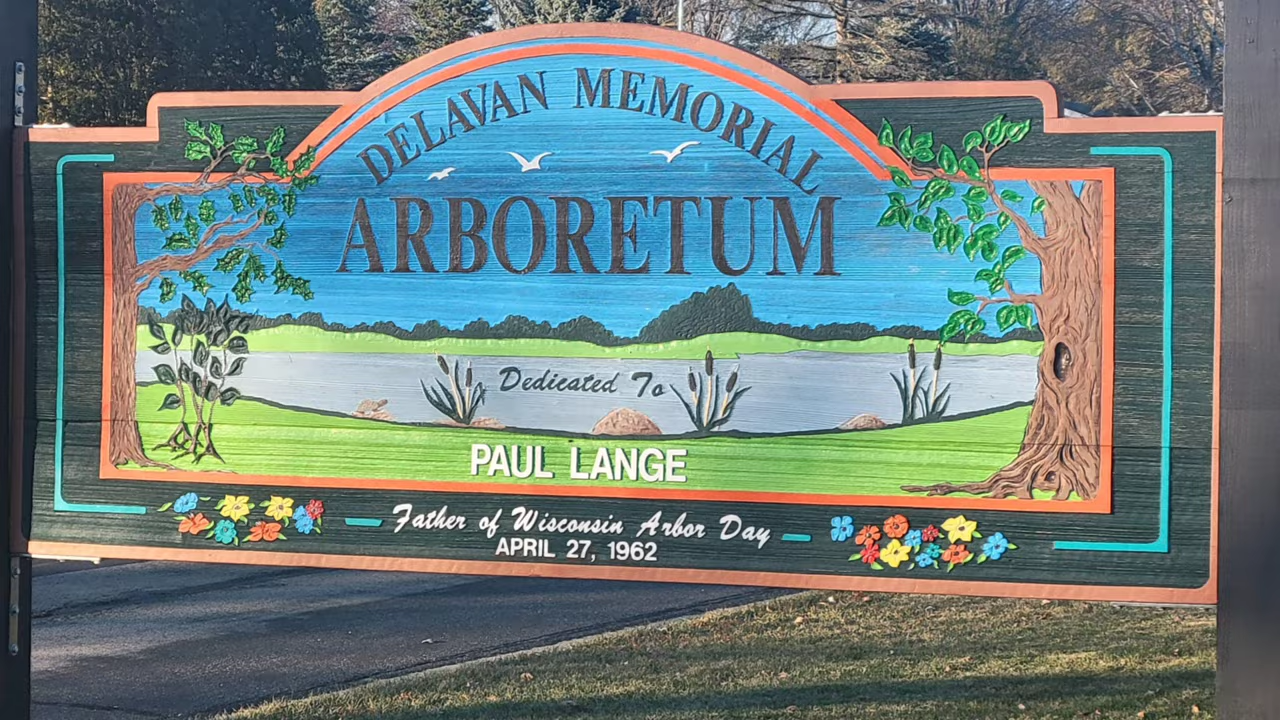 DELAVAN MEMORIAL
ARBORETUM
Dedicated To
PAUL LANGE
Father of Wisconsin Arbor Day
APRIL 27, 1962